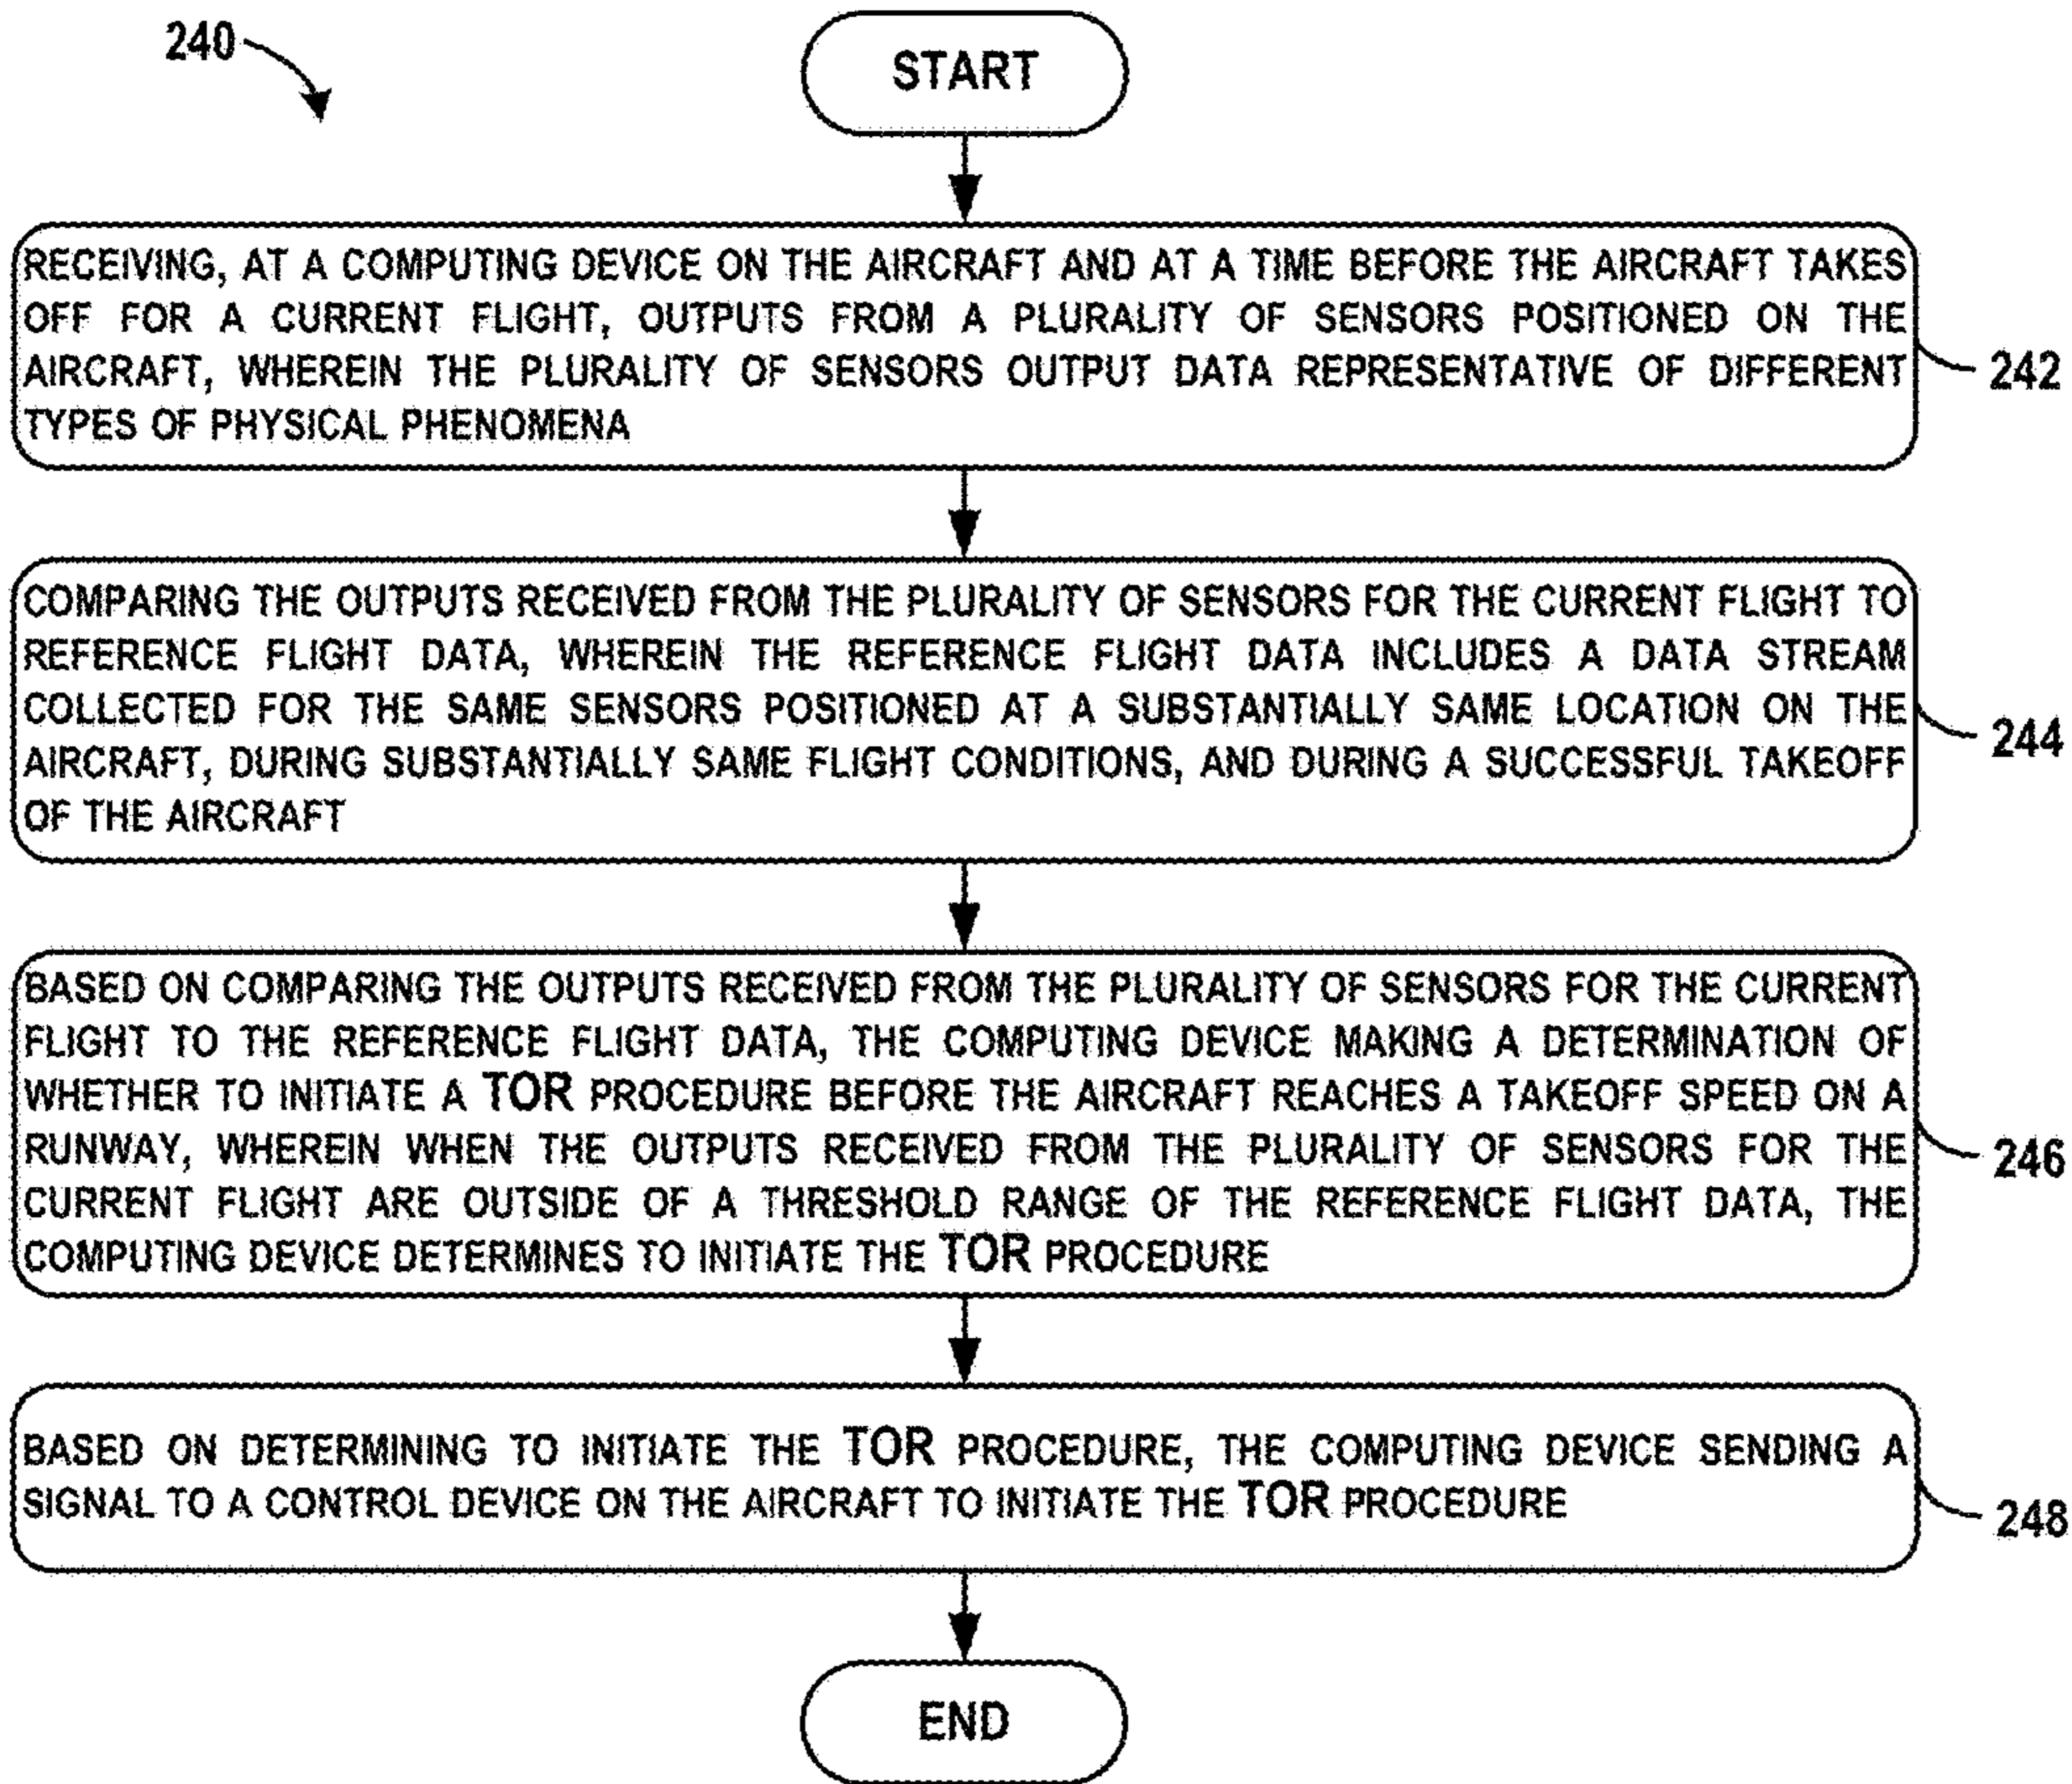 240
START
RECEIVING, AT A COMPUTING DEVICE ON THE AIRCRAFT AND AT A TIME BEFORE THE AIRCRAFT TAKES
OFF FOR A CURRENT FLIGHT, OUTPUTS FROM A PLURALITY OF SENSORS POSITIONED ON THE
AIRCRAFT, WHEREIN THE PLURALITY OF SENSORS OUTPUT DATA REPRESENTATIVE OF DIFFERENT
TYPES OF PHYSICAL PHENOMENA
242
COMPARING THE OUTPUTS RECEIVED FROM THE PLURALITY OF SENSORS FOR THE CURRENT FLIGHT TO
REFERENCE FLIGHT DATA, WHEREIN THE REFERENCE FLIGHT DATA INCLUDES A DATA STREAM
COLLECTED FOR THE SAME SENSORS POSITIONED AT A SUBSTANTIALLY SAME LOCATION ON THE
AIRCRAFT, DURING SUBSTANTIALLY SAME FLIGHT CONDITIONS, AND DURING A SUCCESSFUL TAKEOFF
OF THE AIRCRAFT
244
BASED ON COMPARING THE OUTPUTS RECEIVED FROM THE PLURALITY OF SENSORS FOR THE CURRENT
FLIGHT TO THE REFERENCE FLIGHT DATA, THE COMPUTING DEVICE MAKING A DETERMINATION OF
WHETHER TO INITIATE A TOR PROCEDURE BEFORE THE AIRCRAFT REACHES A TAKEOFF SPEED ON A
RUNWAY, WHEREIN WHEN THE OUTPUTS RECEIVED FROM THE PLURALITY OF SENSORS FOR THE
CURRENT FLIGHT ARE OUTSIDE OF A THRESHOLD RANGE OF THE REFERENCE FLIGHT DATA, THE
COMPUTING DEVICE DETERMINES TO INITIATE THE TOR PROCEDURE
246
BASED ON DETERMINING TO INITIATE THE TOR PROCEDURE, THE COMPUTING DEVICE SENDING A
SIGNAL TO A CONTROL DEVICE ON THE AIRCRAFT TO INITIATE THE TOR PROCEDURE
248
END